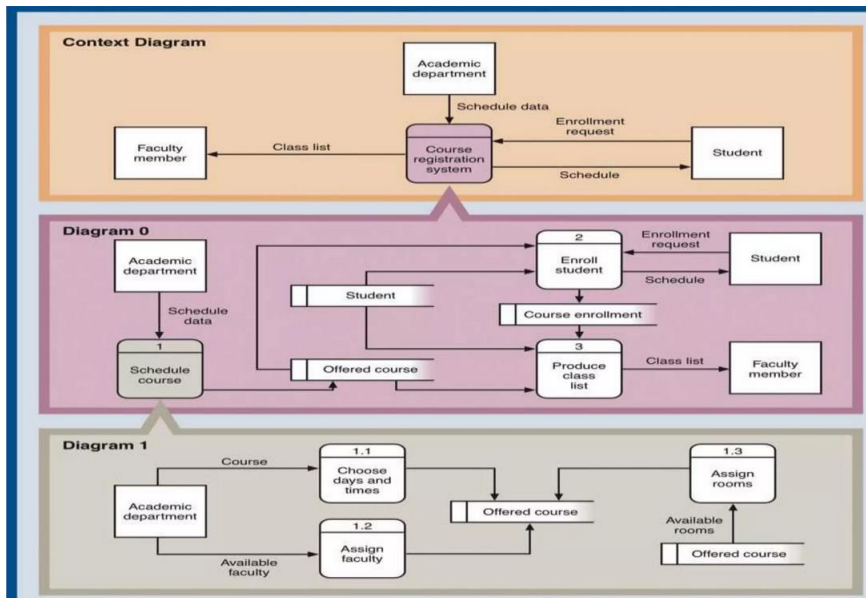 Context Diagram
Academic
department
Schedule data
Enrollment
request
Faculty
member
Class list
Course
registration
system
Schedule
Student
Diagram 0
Academic
department
Schedule
data
1
Schedule
course
Student
Offered course
2
Enroll
student
Enrollment
request
Schedule
Student
Course enrollment
3
Produce
class
list
Class list
Faculty
member
Diagram 1
Academic
department
Course
1.1
Choose
days and
times
Available
faculty
1.2
Assign
faculty
Offered course
1.3
Assign
rooms
Available
rooms
Offered course